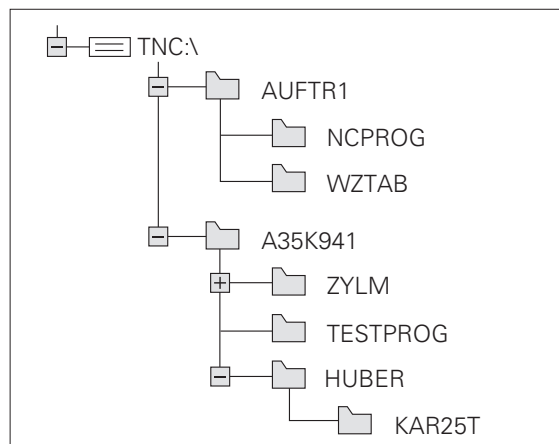 TNC:\
AUFTR1
NCPROG
WZTAB
A35K941
ZYLM
TESTPROG
HUBER
KAR25T